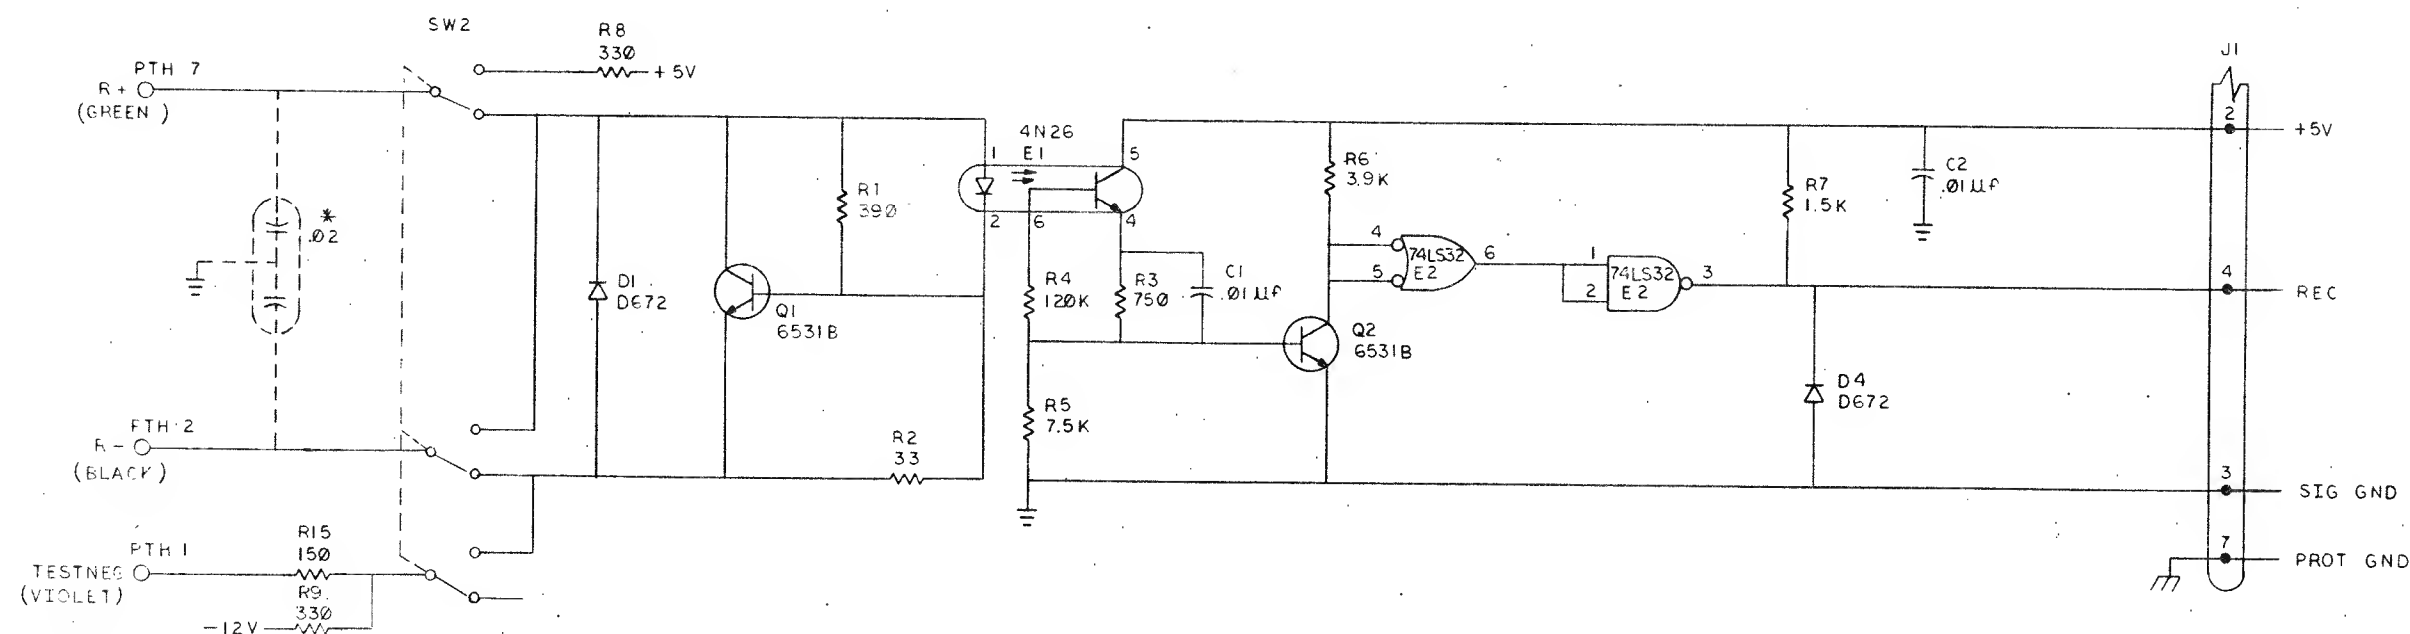 SW2
R8
330
+5V
J1
PTH 7
R+
(GREEN)
2
+5V
4N26
E1
1
5
R6
3.9K
C2
.01µf
R7
1.5K
R1
390
*
.02
2
6
4
4
5
74LS32
E2
6
1
2
74LS32
E2
3
4
REC
D1
D672
R4
120K
R3
750
C1
.01µf
Q1
6531B
Q2
6531B
D4
D672
R5
7.5K
PTH 2
R-
(BLACK)
R2
33
3
SIG GND
R15
150
PTH 1
TESTNEG
(VIOLET)
R9
330
-12V
7
PROT GND